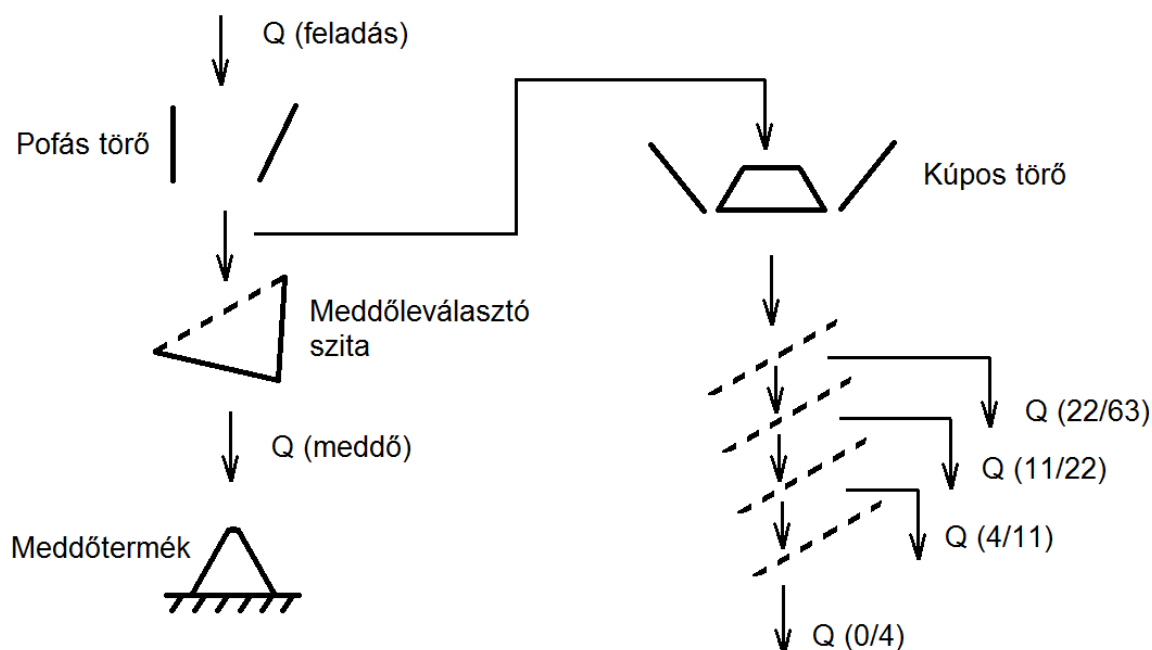 Q (feladás)
Pofás törő
Kúpos törő
Meddőleválasztó
szita
Q (22/63)
Q (meddő)
Q (11/22)
Q (4/11)
Meddőtermék
Q (0/4)